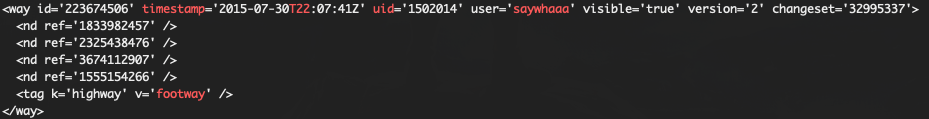 <way id='223674506' timestamp='2015-07-30T22:07:41Z' uid='1502014' user='saywhaaa' visible='true' version='2' changeset='32995337'>
  <nd ref='1833982457' />
  <nd ref='2325438476' />
  <nd ref='3674112907' />
  <nd ref='1555154266' />
  <tag k='highway' v='footway' />
</way>